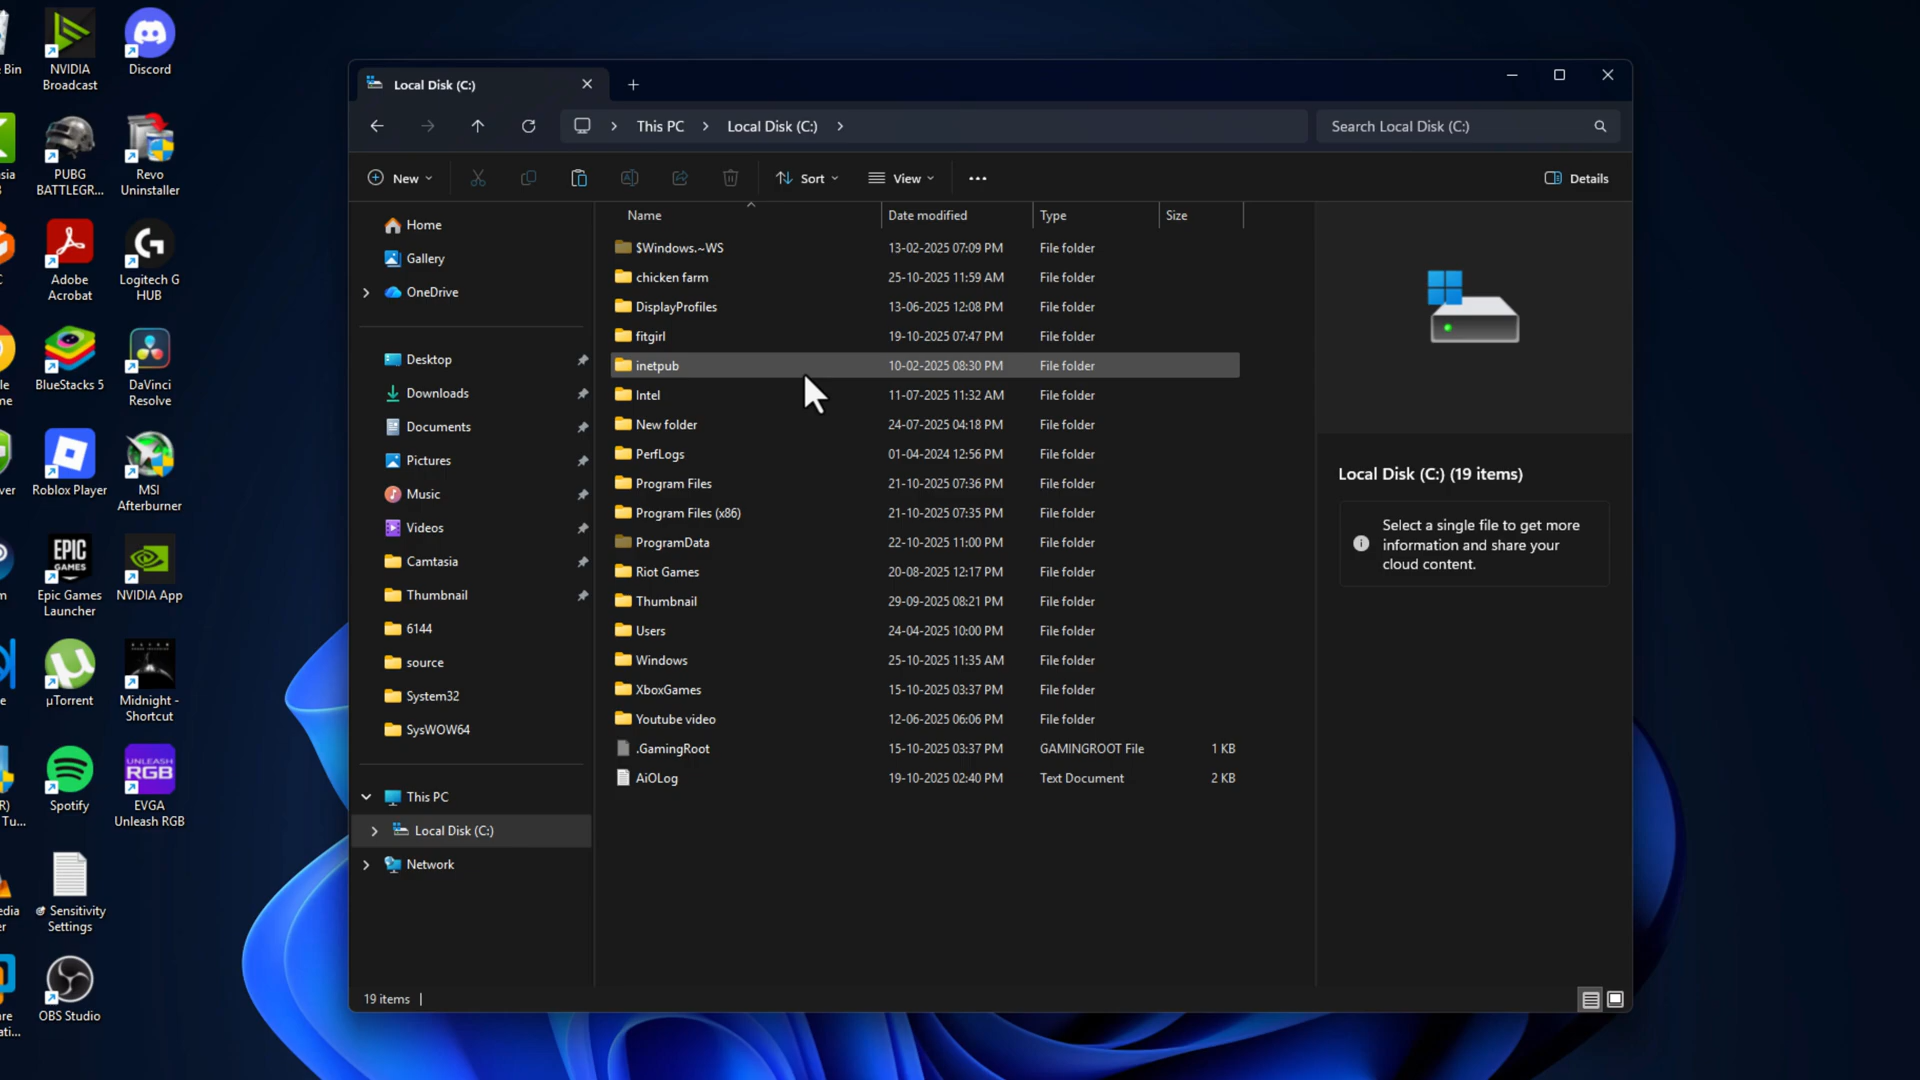 Bin
NVIDIA
Broadcast
Discord
PUBG
BATTLEGR...
Revo
Uninstaller
Adobe
Acrobat
Logitech G
HUB
BlueStacks 5
DaVinci
Resolve
Roblox Player
MSI
Afterburner
EPIC
GAMES
Epic Games
Launcher
NVIDIA App
µTorrent
Midnight -
Shortcut
Spotify
UNLEASH
RGB
EVGA
Unleash RGB
Tu...
Sensitivity
Settings
OBS Studio
Local Disk (C:)
This PC
Local Disk (C:)
Search Local Disk (C:)
New
Sort
View
Details
Home
Gallery
OneDrive
Desktop
Downloads
Documents
Pictures
Music
Videos
Camtasia
Thumbnail
6144
source
System32
SysWOW64
This PC
Local Disk (C:)
Network
Name Date modified Type Size
$Windows.~WS 13-02-2025 07:09 PM File folder
chicken farm 25-10-2025 11:59 AM File folder
DisplayProfiles 13-06-2025 12:08 PM File folder
fitgirl 19-10-2025 07:47 PM File folder
inetpub 10-02-2025 08:30 PM File folder
Intel 11-07-2025 11:32 AM File folder
New folder 24-07-2025 04:18 PM File folder
PerfLogs 01-04-2024 12:56 PM File folder
Program Files 21-10-2025 07:36 PM File folder
Program Files (x86) 21-10-2025 07:35 PM File folder
ProgramData 22-10-2025 11:00 PM File folder
Riot Games 20-08-2025 12:17 PM File folder
Thumbnail 29-09-2025 08:21 PM File folder
Users 24-04-2025 10:00 PM File folder
Windows 25-10-2025 11:35 AM File folder
XboxGames 15-10-2025 03:37 PM File folder
Youtube video 12-06-2025 06:06 PM File folder
.GamingRoot 15-10-2025 03:37 PM GAMINGROOT File 1 KB
AiOLog 19-10-2025 02:40 PM Text Document 2 KB
Local Disk (C:) (19 items)
Select a single file to get more
information and share your
cloud content.
19 items